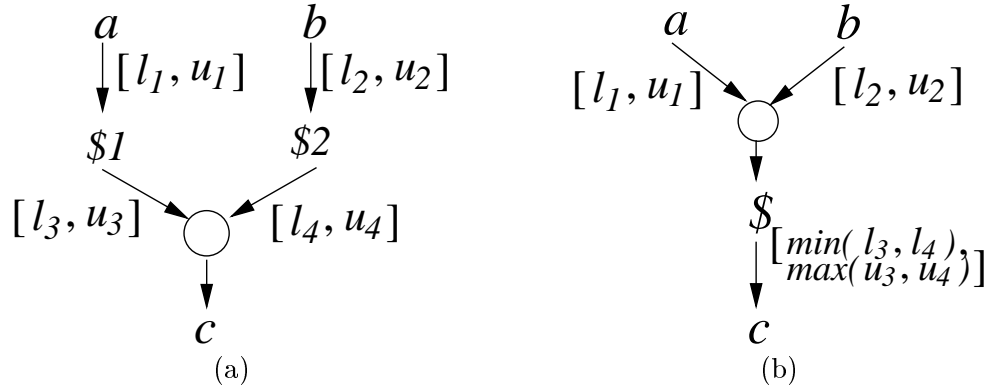 a b
[l1, u1] [l2, u2]
$1 $2
[l3, u3] [l4, u4]
c
(a)
a b
[l1, u1] [l2, u2]
$
[min( l3, l4 ),
max( u3, u4 )]
c
(b)